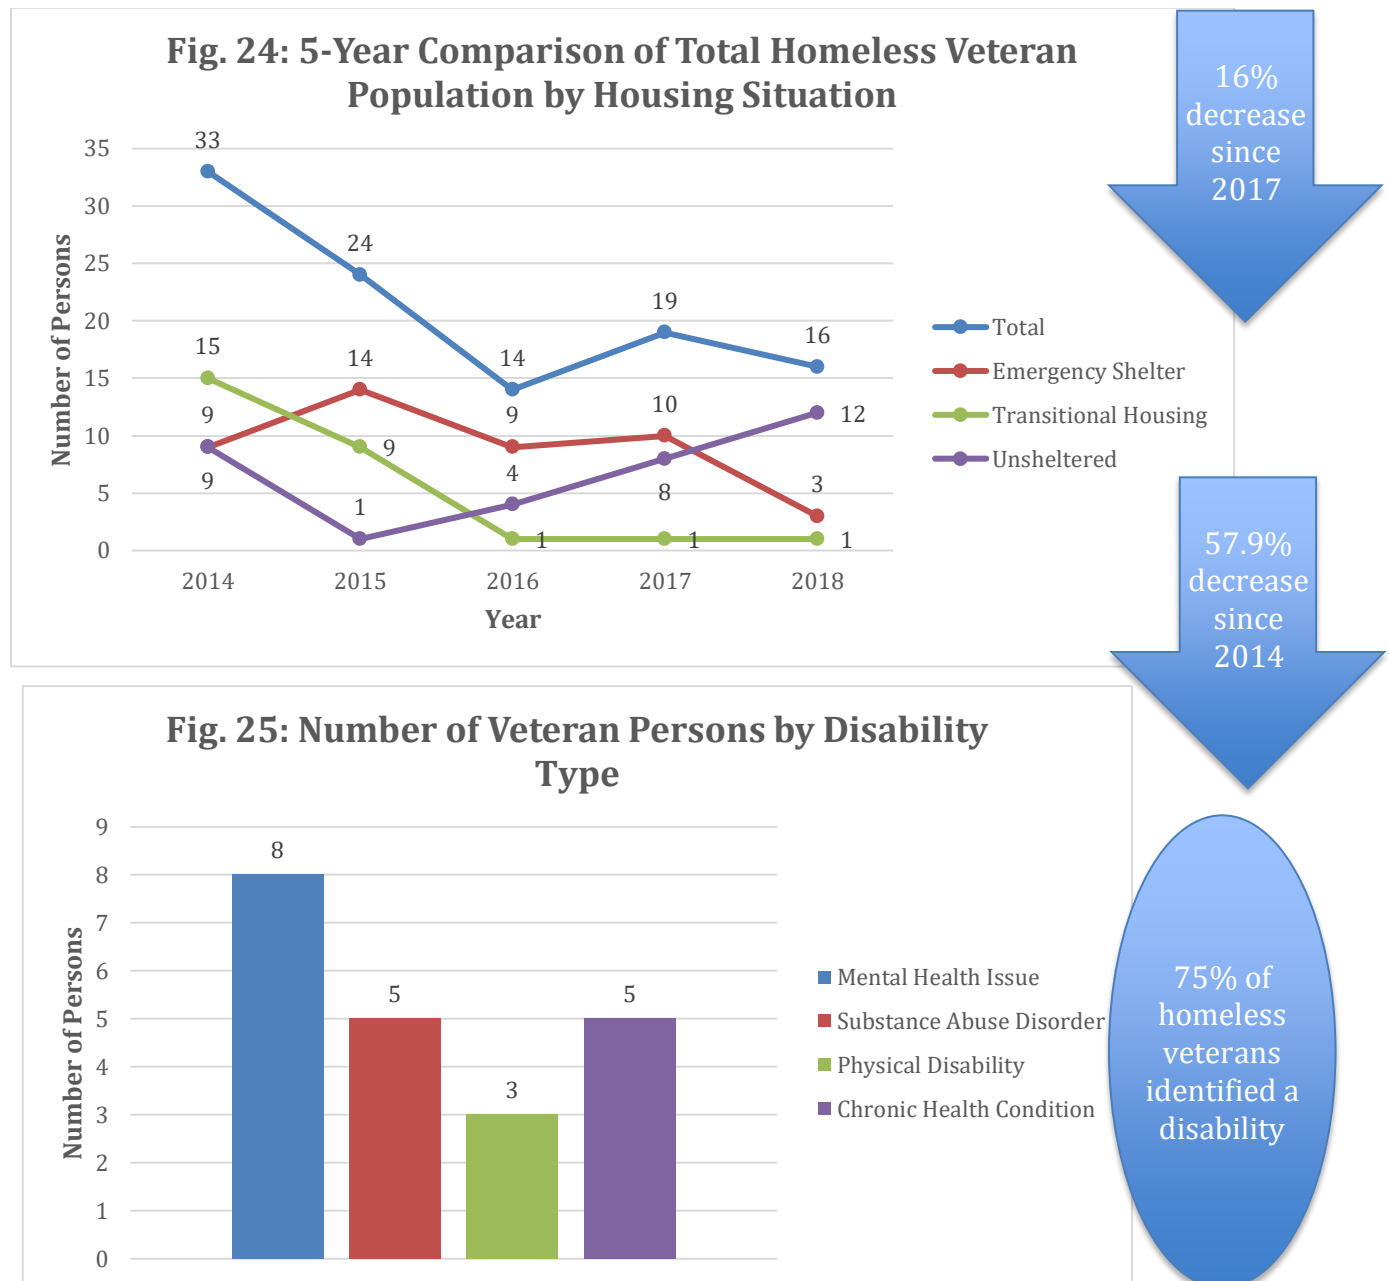 Fig. 24: 5-Year Comparison of Total Homeless Veteran
Population by Housing Situation
Number of Persons
35
30
25
20
15
10
5
0
33
24
14
19
16
15
14
9
10
12
9
9
4
8
3
9
1
1
1
1
2014
2015
2016
2017
2018
Year
Total
Emergency Shelter
Transitional Housing
Unsheltered
16%
decrease
since
2017
57.9%
decrease
since
2014
Fig. 25: Number of Veteran Persons by Disability
Type
Number of Persons
9
8
7
6
5
4
3
2
1
0
8
5
3
5
Mental Health Issue
Substance Abuse Disorder
Physical Disability
Chronic Health Condition
75% of
homeless
veterans
identified a
disability